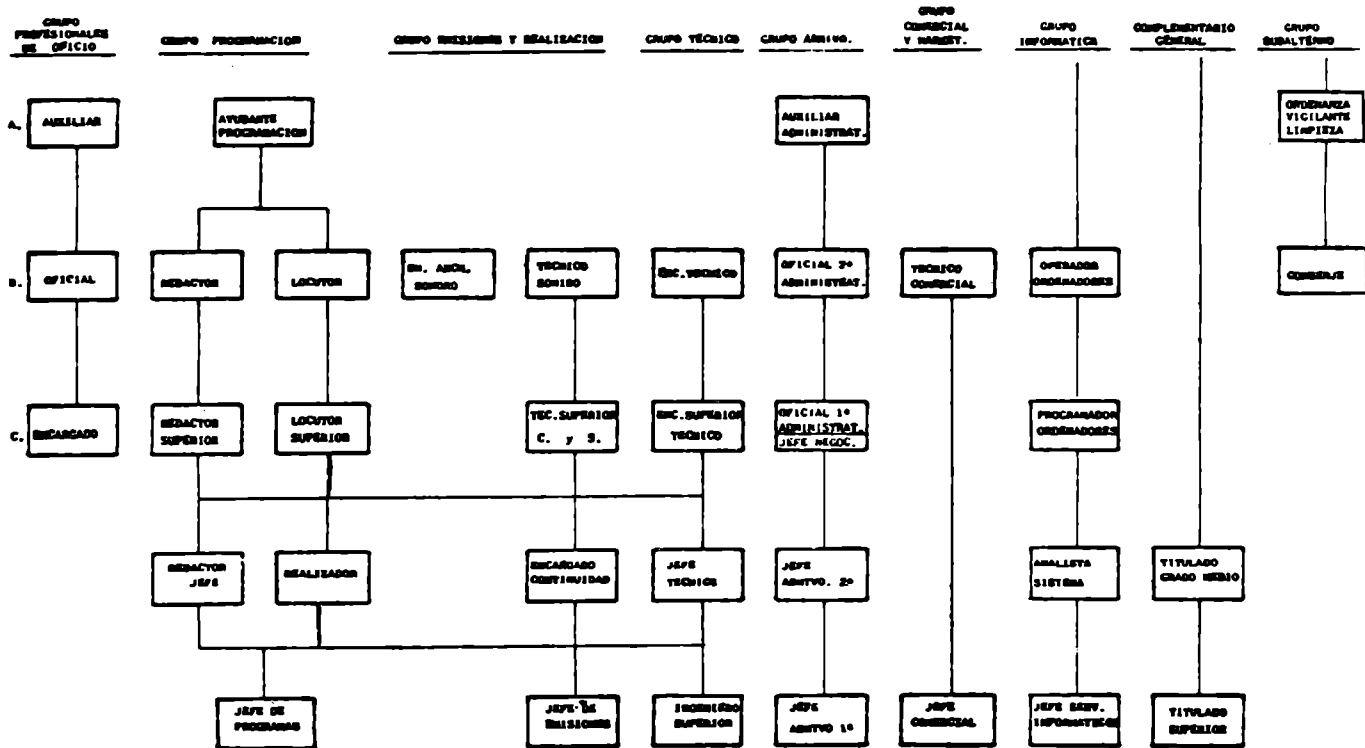 GRUPO
PROFESIONALES
DE OFICIO
GRUPO PROGRAMACION
GRUPO EMISIONES Y REALIZACION
GRUPO TÉCNICO
GRUPO ADMVO.
GRUPO
COMERCIAL
Y MARKET.
GRUPO
INFORMATICA
COMPLEMENTARIO
GENERAL
GRUPO
SUBALTERNO
A.
AUXILIAR
AYUDANTE
PROGRAMACION
AUXILIAR
ADMINISTRAT.
ORDENANZA
VIGILANTE
LIMPIEZA
B.
OFICIAL
REDACTOR
LOCUTOR
SONORO
TECNICO
SONIDO
ENC.TECNICO
OFICIAL 2º
ADMINISTRAT.
TECNICO
COMERCIAL
OPERADOR
ORDENADORES
CONSERJE
C.
ENCARGADO
REDACTOR
SUPERIOR
LOCUTOR
SUPERIOR
TEC.SUPERIOR
C. y S.
ENC.SUPERIOR
TECNICO
OFICIAL 1º
ADMINISTRAT.
JEFE NEGOC.
PROGRAMADOR
ORDENADORES
REDACTOR
JEFE
REALIZADOR
ENCARGADO
CONTINUIDAD
JEFE
TECNICO
JEFE
ADMTVO. 2º
ANALISTA
SISTEMA
TITULADO
GRADO MEDIO
JEFE DE
PROGRAMAS
JEFE DE
EMISIONES
INGENIERO
SUPERIOR
JEFE
ADMTVO 1º
JEFE
COMERCIAL
JEFE SERV.
INFORMATICOS
TITULADO
SUPERIOR